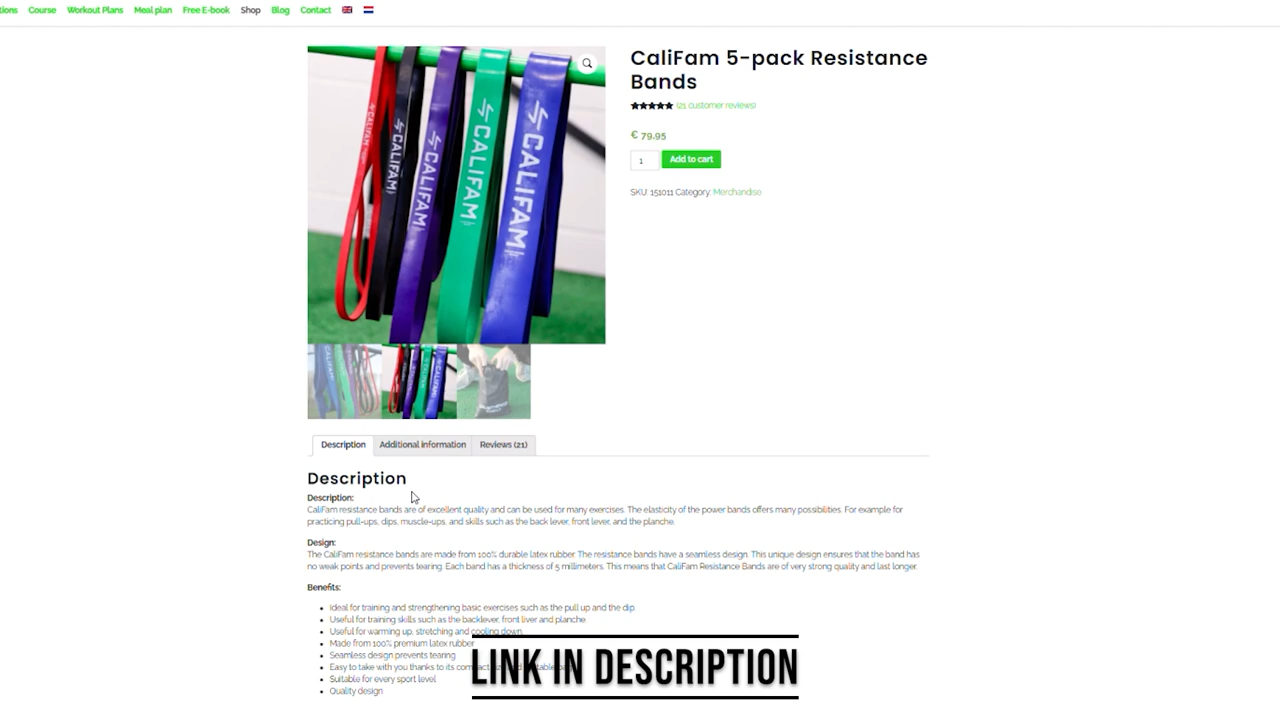 tions Course Workout Plans Meal plan Free E-book Shop Blog Contact
CALIFAM
CALIFAM
CALIFAM
CALIFAM
CALIFAM
CaliFam 5-pack Resistance
Bands
(21 customer reviews)
€ 79,95
1 Add to cart
SKU: 151011 Category: Merchandise
Description Additional information Reviews (21)
Description
Description:
CaliFam resistance bands are of excellent quality and can be used for many exercises. The elasticity of the power bands offers many possibilities. For example for
practicing pull-ups, dips, muscle-ups, and skills such as the back lever, front lever, and the planche.
Design:
The CaliFam resistance bands are made from 100% durable latex rubber. The resistance bands have a seamless design. This unique design ensures that the band has
no weak points and prevents tearing. Each band has a thickness of 5 millimeters. This means that CaliFam Resistance Bands are of very strong quality and last longer.
Benefits:
Ideal for training and strengthening basic exercises such as the pull up and the dip.
Useful for training skills such as the backlever, front liver and planche
Useful for warming up, stretching and cooling down.
Made from 100% premium latex rubber
Seamless design prevents tearing
Easy to take with you thanks to its
Suitable for every sport level
Quality design
LINK IN DESCRIPTION